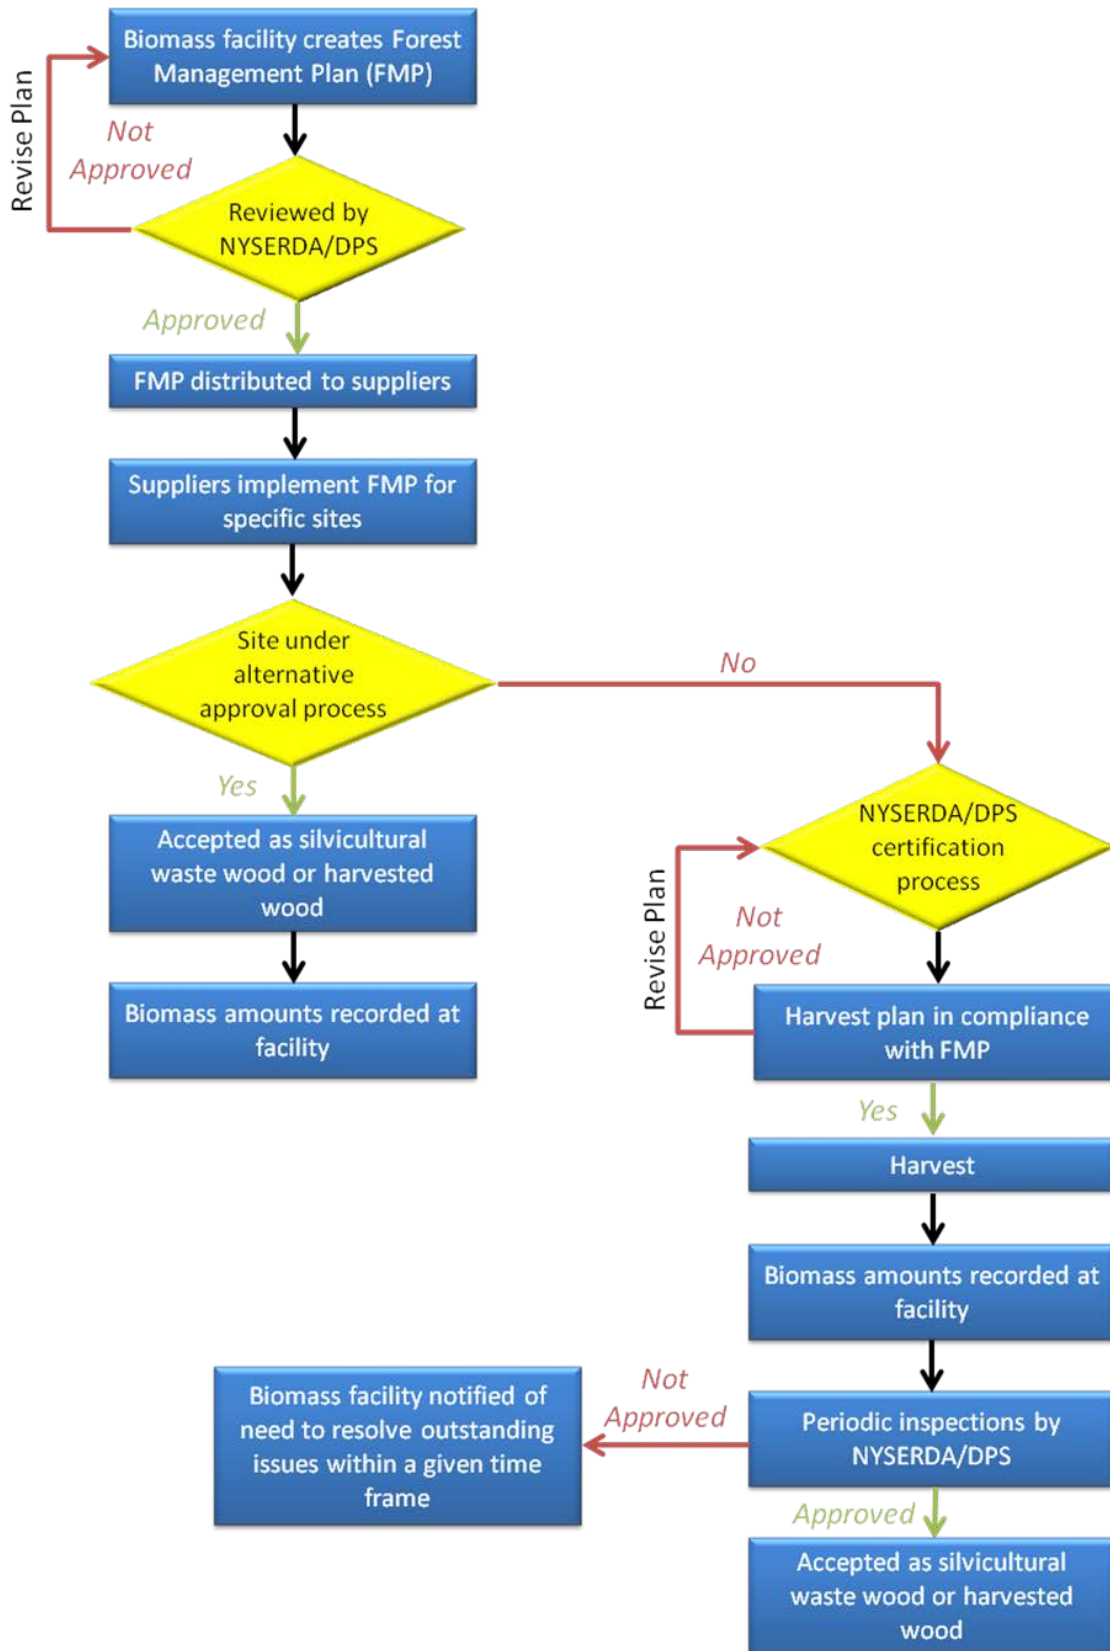 Biomass facility creates Forest
Management Plan (FMP)
Revise Plan
Not
Approved
Reviewed by
NYSERDA/DPS
Approved
FMP distributed to suppliers
Suppliers implement FMP for
specific sites
Site under
alternative
approval process
No
Yes
Accepted as silvicultural
waste wood or harvested
wood
Biomass amounts recorded at
facility
NYSERDA/DPS
certification
process
Revise Plan
Not
Approved
Harvest plan in compliance
with FMP
Yes
Harvest
Biomass amounts recorded at
facility
Periodic inspections by
NYSERDA/DPS
Not
Approved
Biomass facility notified of
need to resolve outstanding
issues within a given time
frame
Approved
Accepted as silvicultural
waste wood or harvested
wood